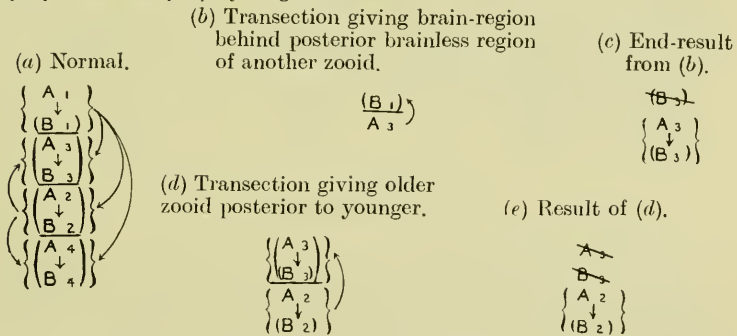 (b) Transection giving brain-region
behind posterior brainless region
of another zooid.
(c) End-result
from (b).
(a) Normal.
A 1
(B 1)
A 3
B 3
A 2
B 2
A 4
B 4
(B 1)
A 3
(B 3)
A 3
(B 3)
(d) Transection giving older
zooid posterior to younger.
A 3
(B 3)
A 2
(B 2)
(e) Result of (d).
A 3
B 3
A 2
(B 2)